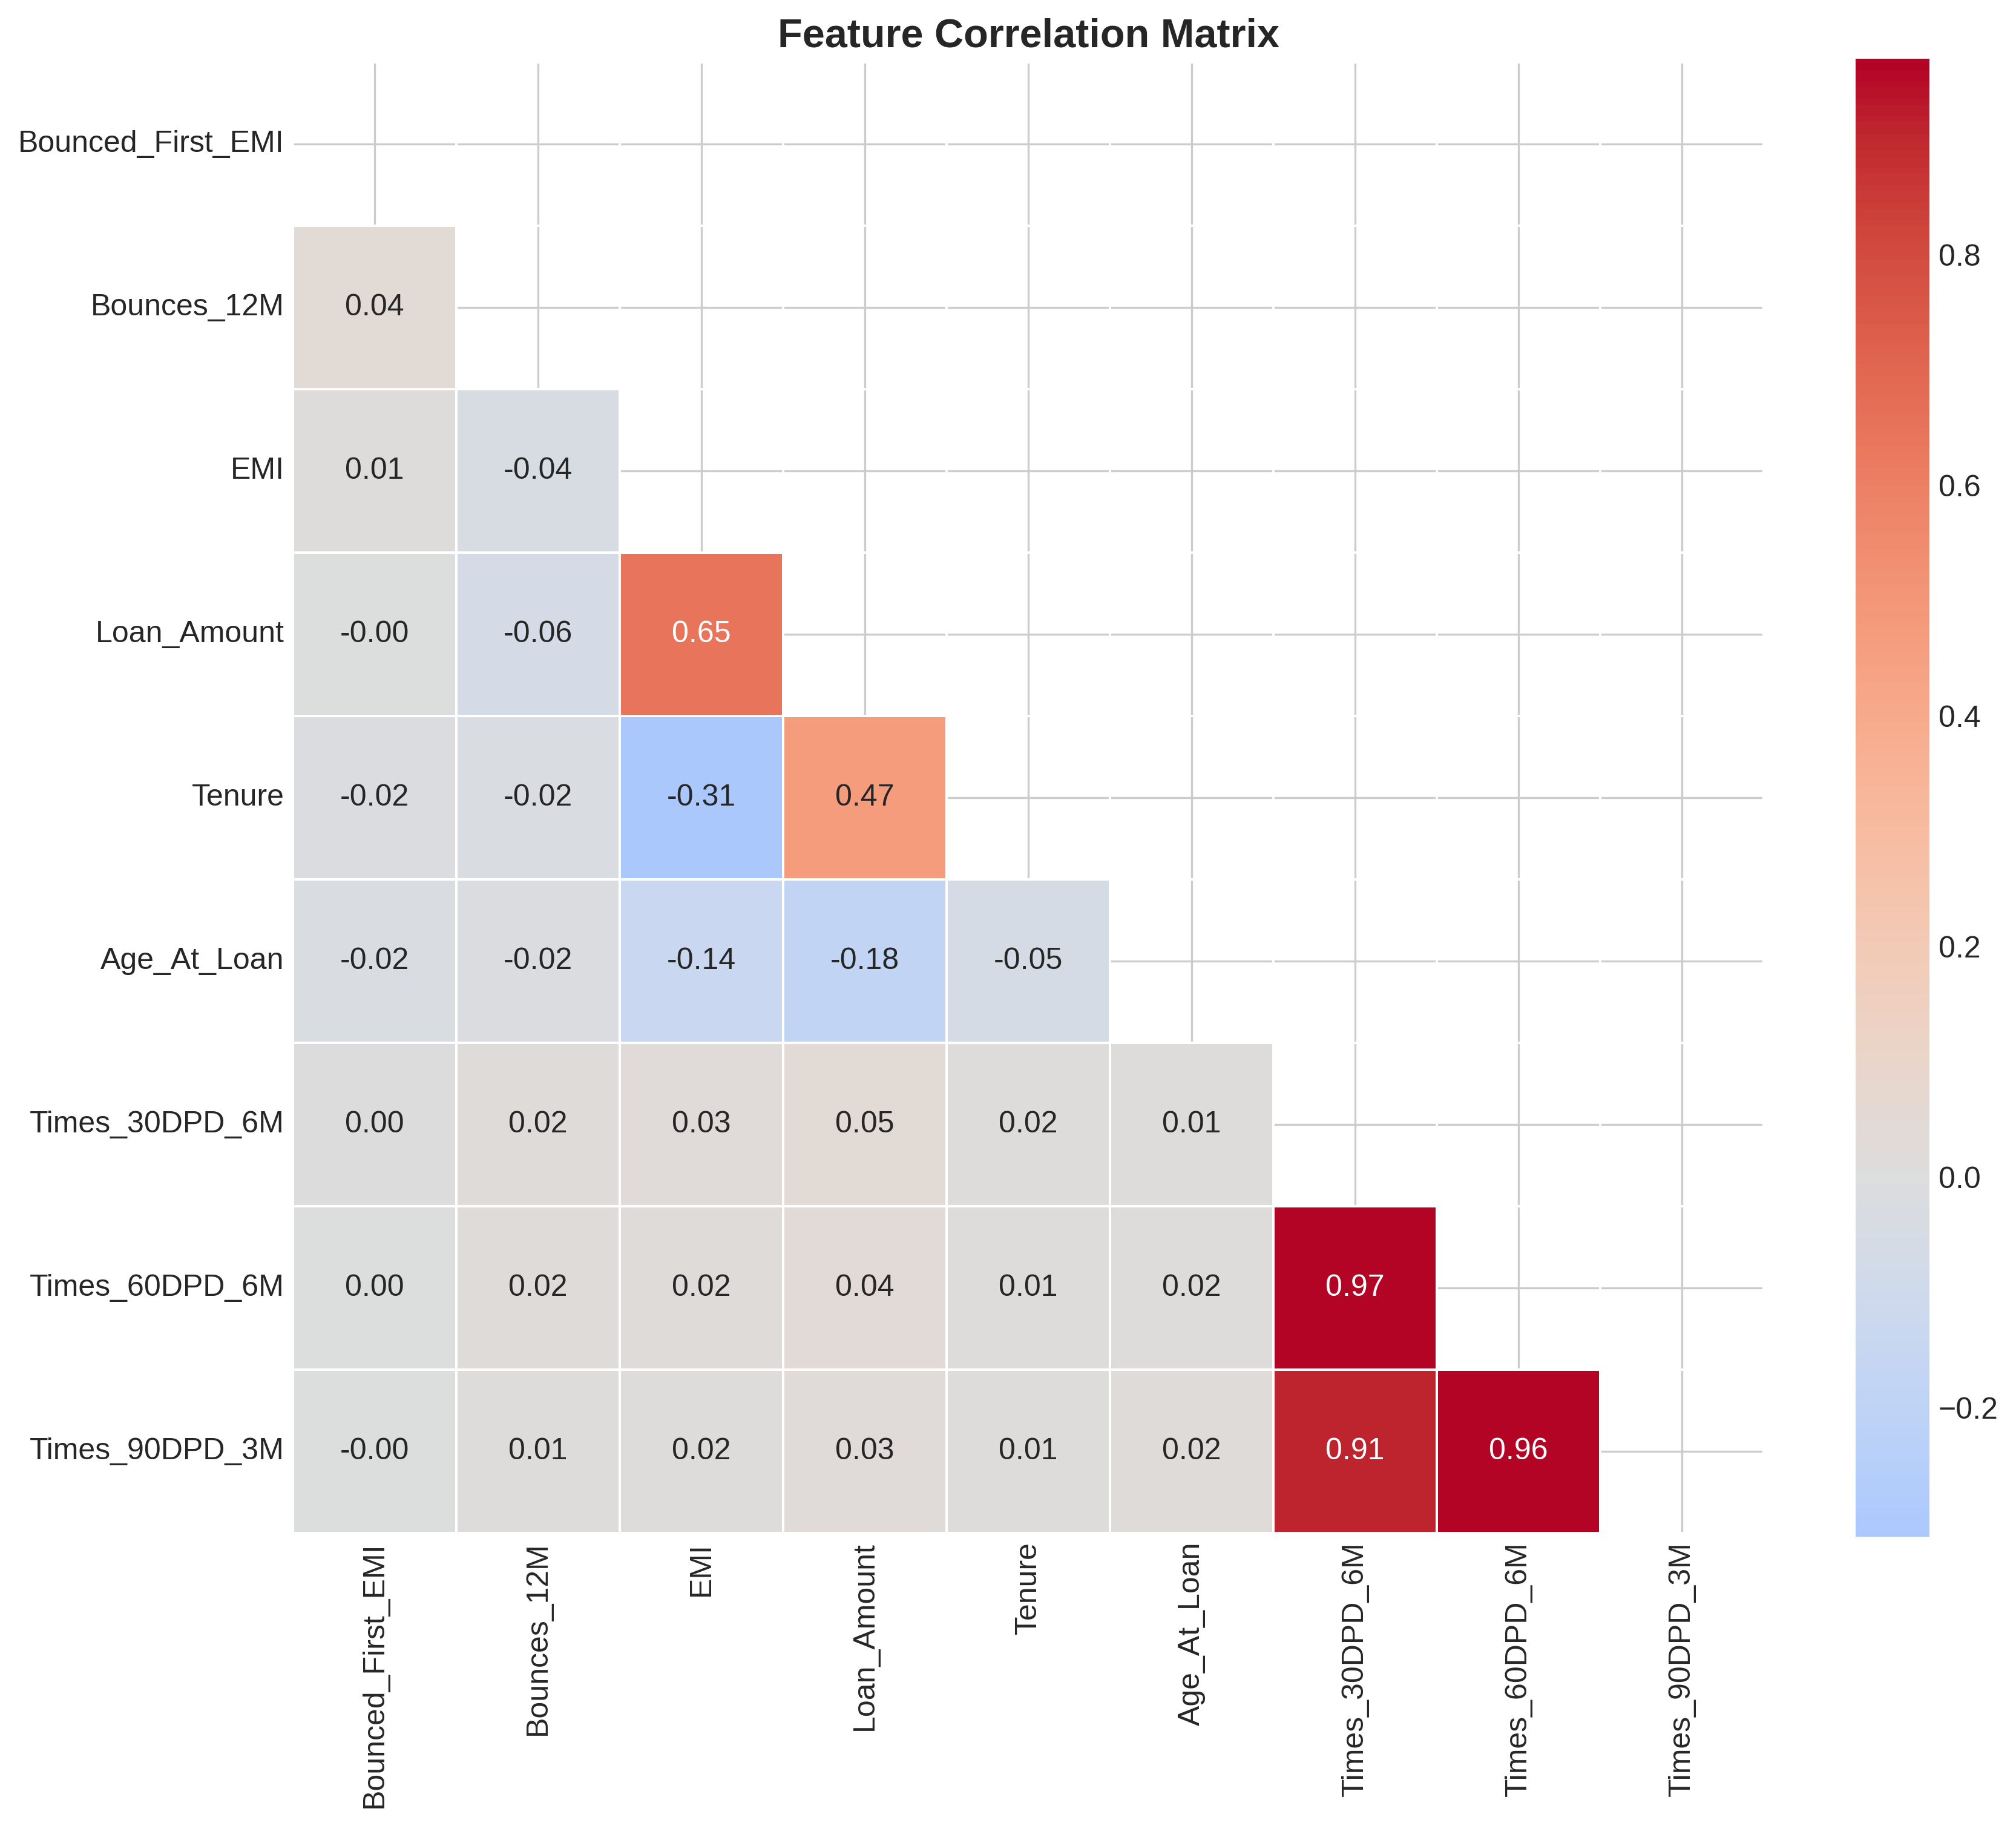 Feature Correlation Matrix
Bounced_First_EMI
Bounces_12M 0.04
EMI 0.01 -0.04
Loan_Amount -0.00 -0.06 0.65
Tenure -0.02 -0.02 -0.31 0.47
Age_At_Loan -0.02 -0.02 -0.14 -0.18 -0.05
Times_30DPD_6M 0.00 0.02 0.03 0.05 0.02 0.01
Times_60DPD_6M 0.00 0.02 0.02 0.04 0.01 0.02 0.97
Times_90DPD_3M -0.00 0.01 0.02 0.03 0.01 0.02 0.91 0.96
Bounced_First_EMI
Bounces_12M
EMI
Loan_Amount
Tenure
Age_At_Loan
Times_30DPD_6M
Times_60DPD_6M
Times_90DPD_3M
0.8
0.6
0.4
0.2
0.0
−0.2